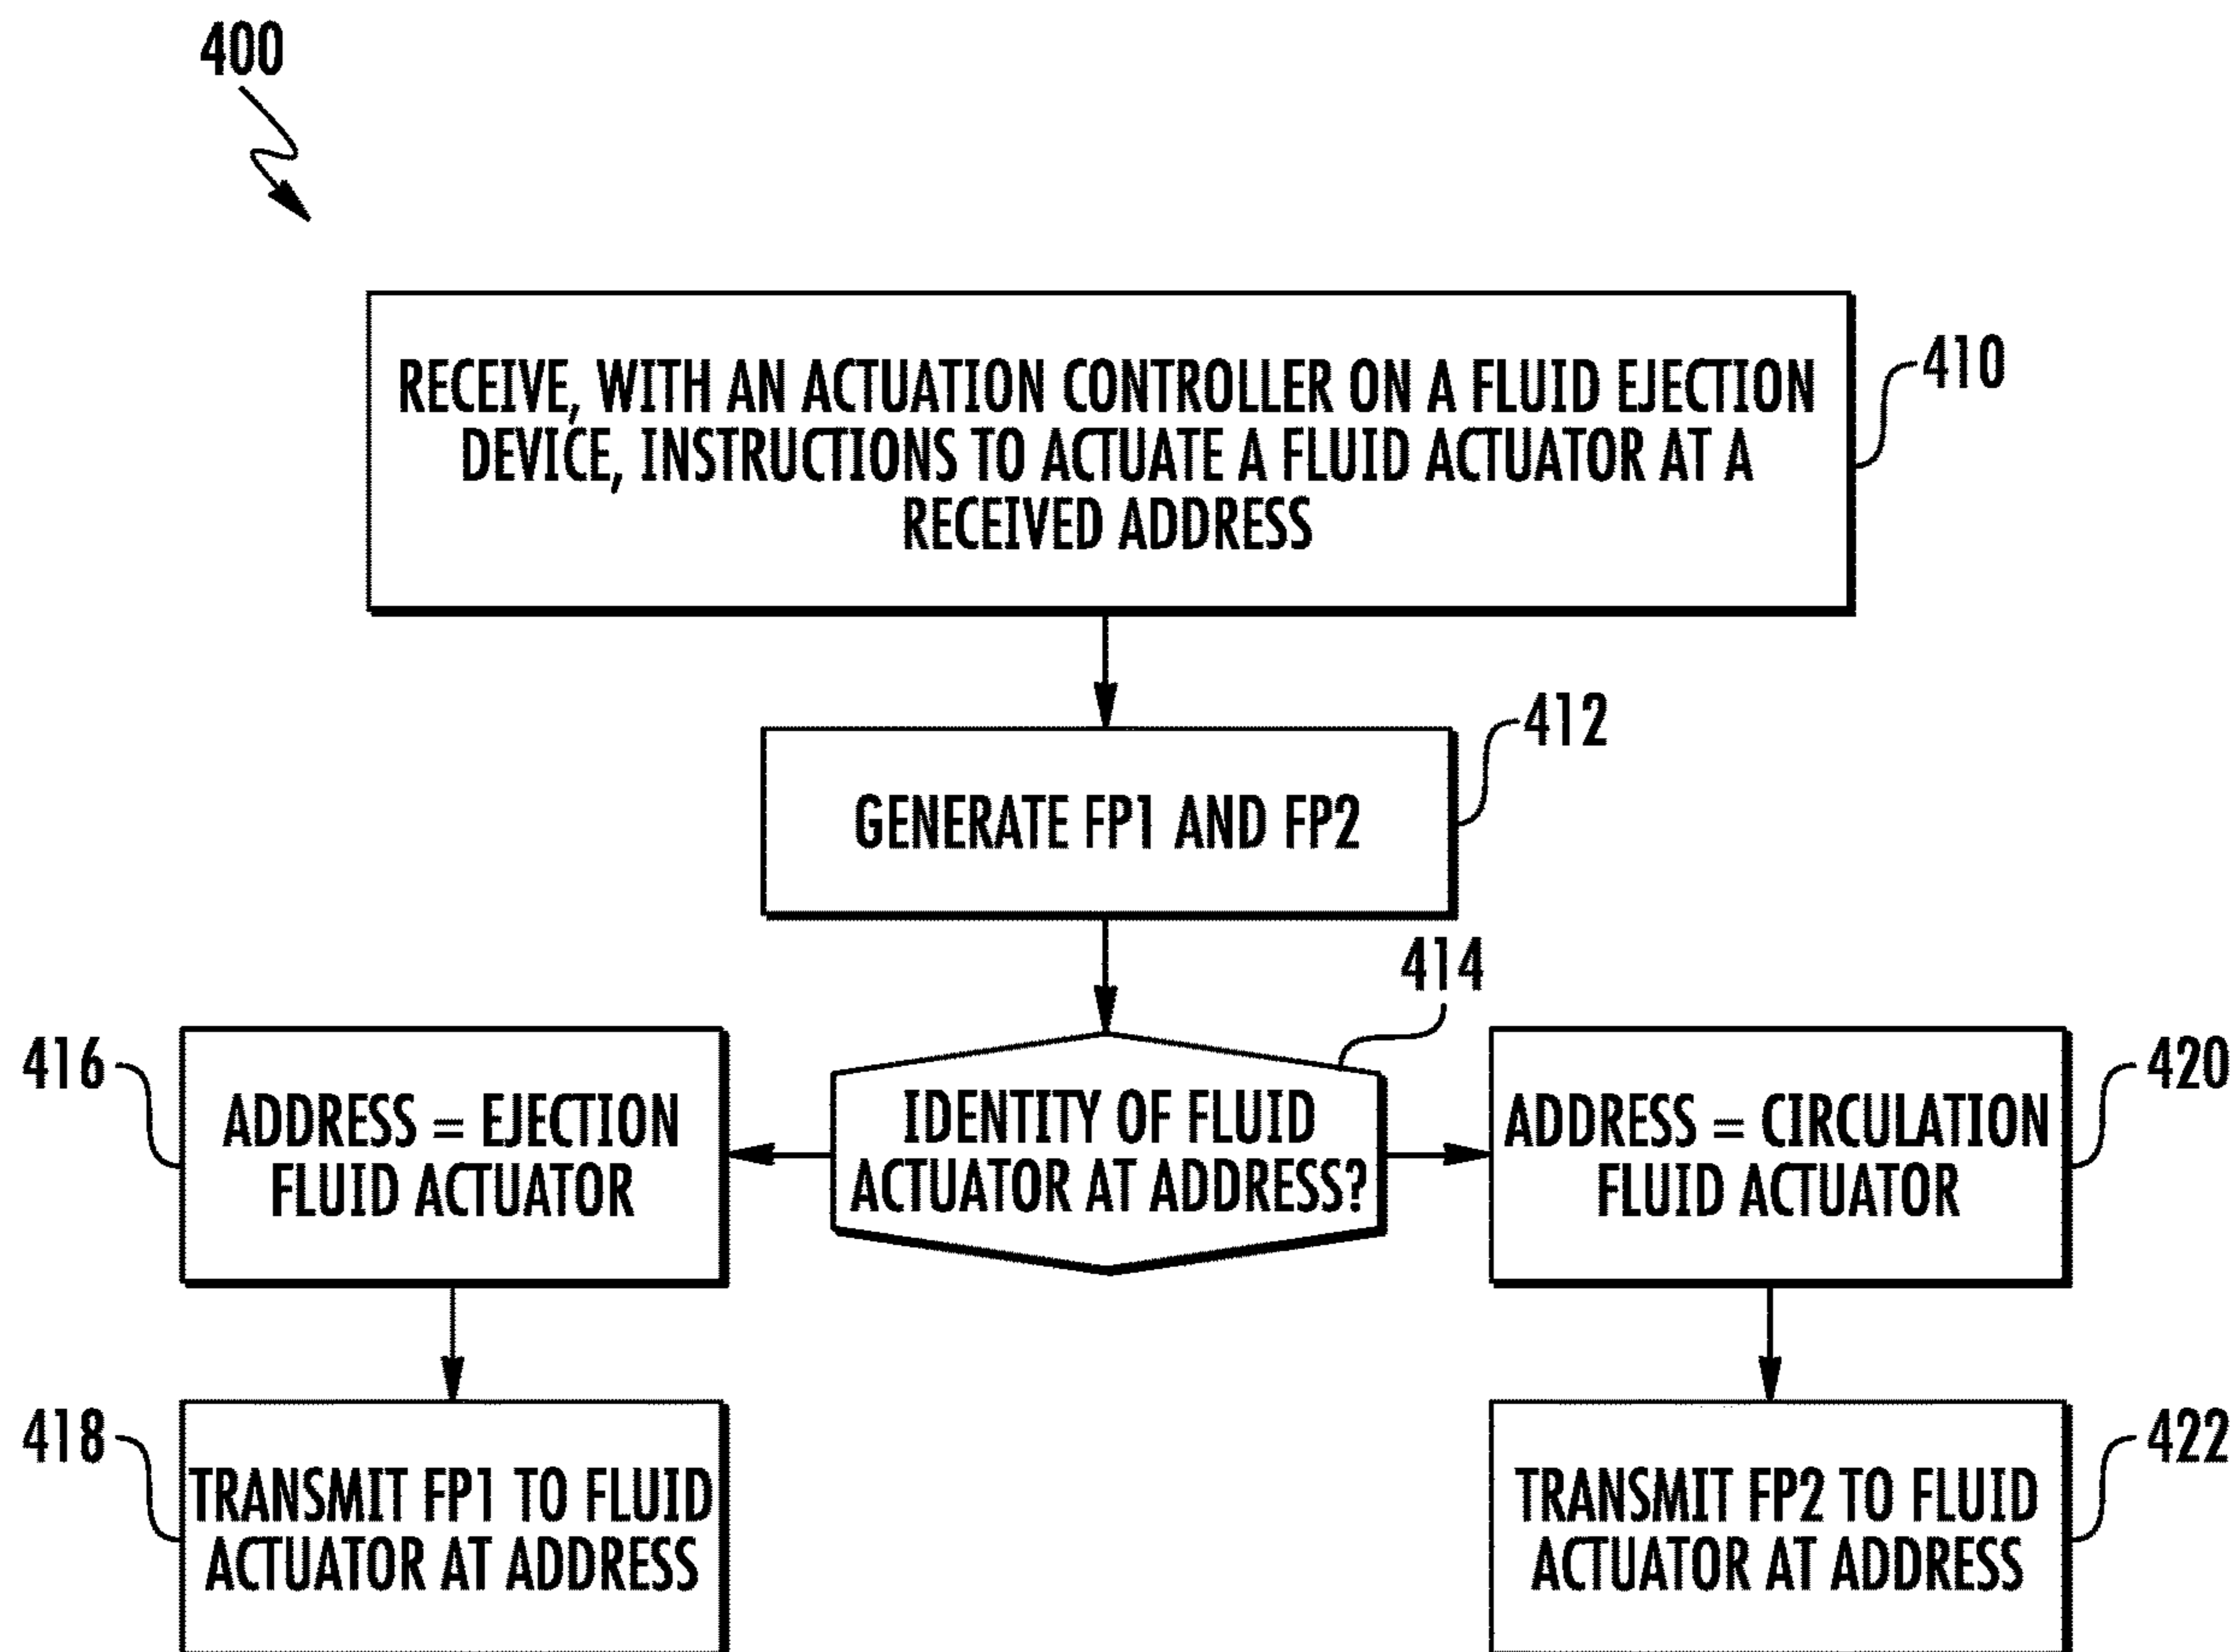 400
RECEIVE, WITH AN ACTUATION CONTROLLER ON A FLUID EJECTION
DEVICE, INSTRUCTIONS TO ACTUATE A FLUID ACTUATOR AT A
RECEIVED ADDRESS
410
GENERATE FP1 AND FP2
412
414
416
ADDRESS = EJECTION
FLUID ACTUATOR
IDENTITY OF FLUID
ACTUATOR AT ADDRESS?
ADDRESS = CIRCULATION
FLUID ACTUATOR
420
418
TRANSMIT FP1 TO FLUID
ACTUATOR AT ADDRESS
TRANSMIT FP2 TO FLUID
ACTUATOR AT ADDRESS
422